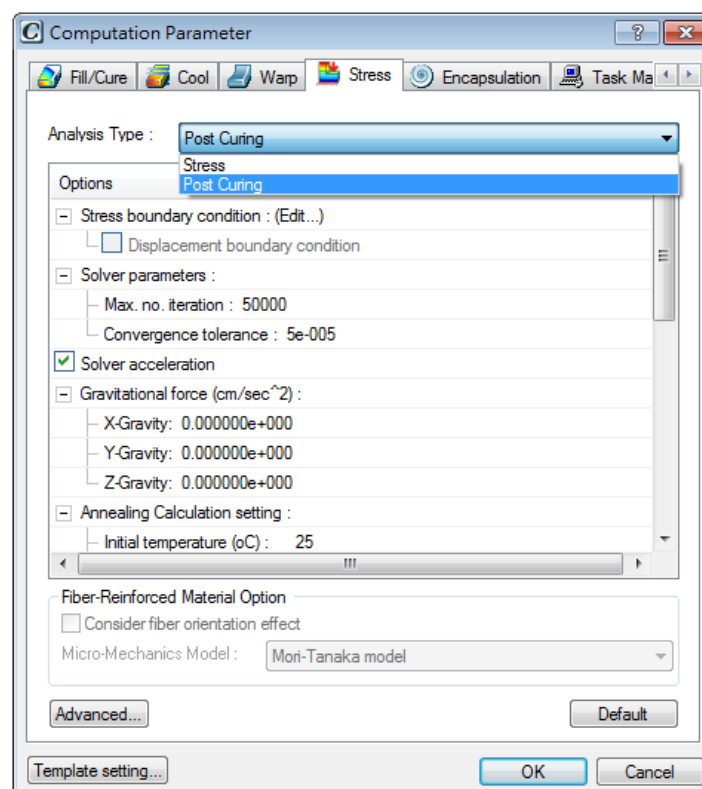 C Computation Parameter
Fill/Cure Cool Warp Stress Encapsulation Task Ma
Analysis Type : Post Curing
Stress
Options Post Curing
Stress boundary condition : (Edit...)
Displacement boundary condition
Solver parameters :
Max. no. iteration : 50000
Convergence tolerance : 5e-005
Solver acceleration
Gravitational force (cm/sec^2) :
X-Gravity: 0.000000e+000
Y-Gravity: 0.000000e+000
Z-Gravity: 0.000000e+000
Annealing Calculation setting :
Initial temperature (oC) : 25
Fiber-Reinforced Material Option
Consider fiber orientation effect
Micro-Mechanics Model : Mori-Tanaka model
Advanced... Default
Template setting... OK Cancel